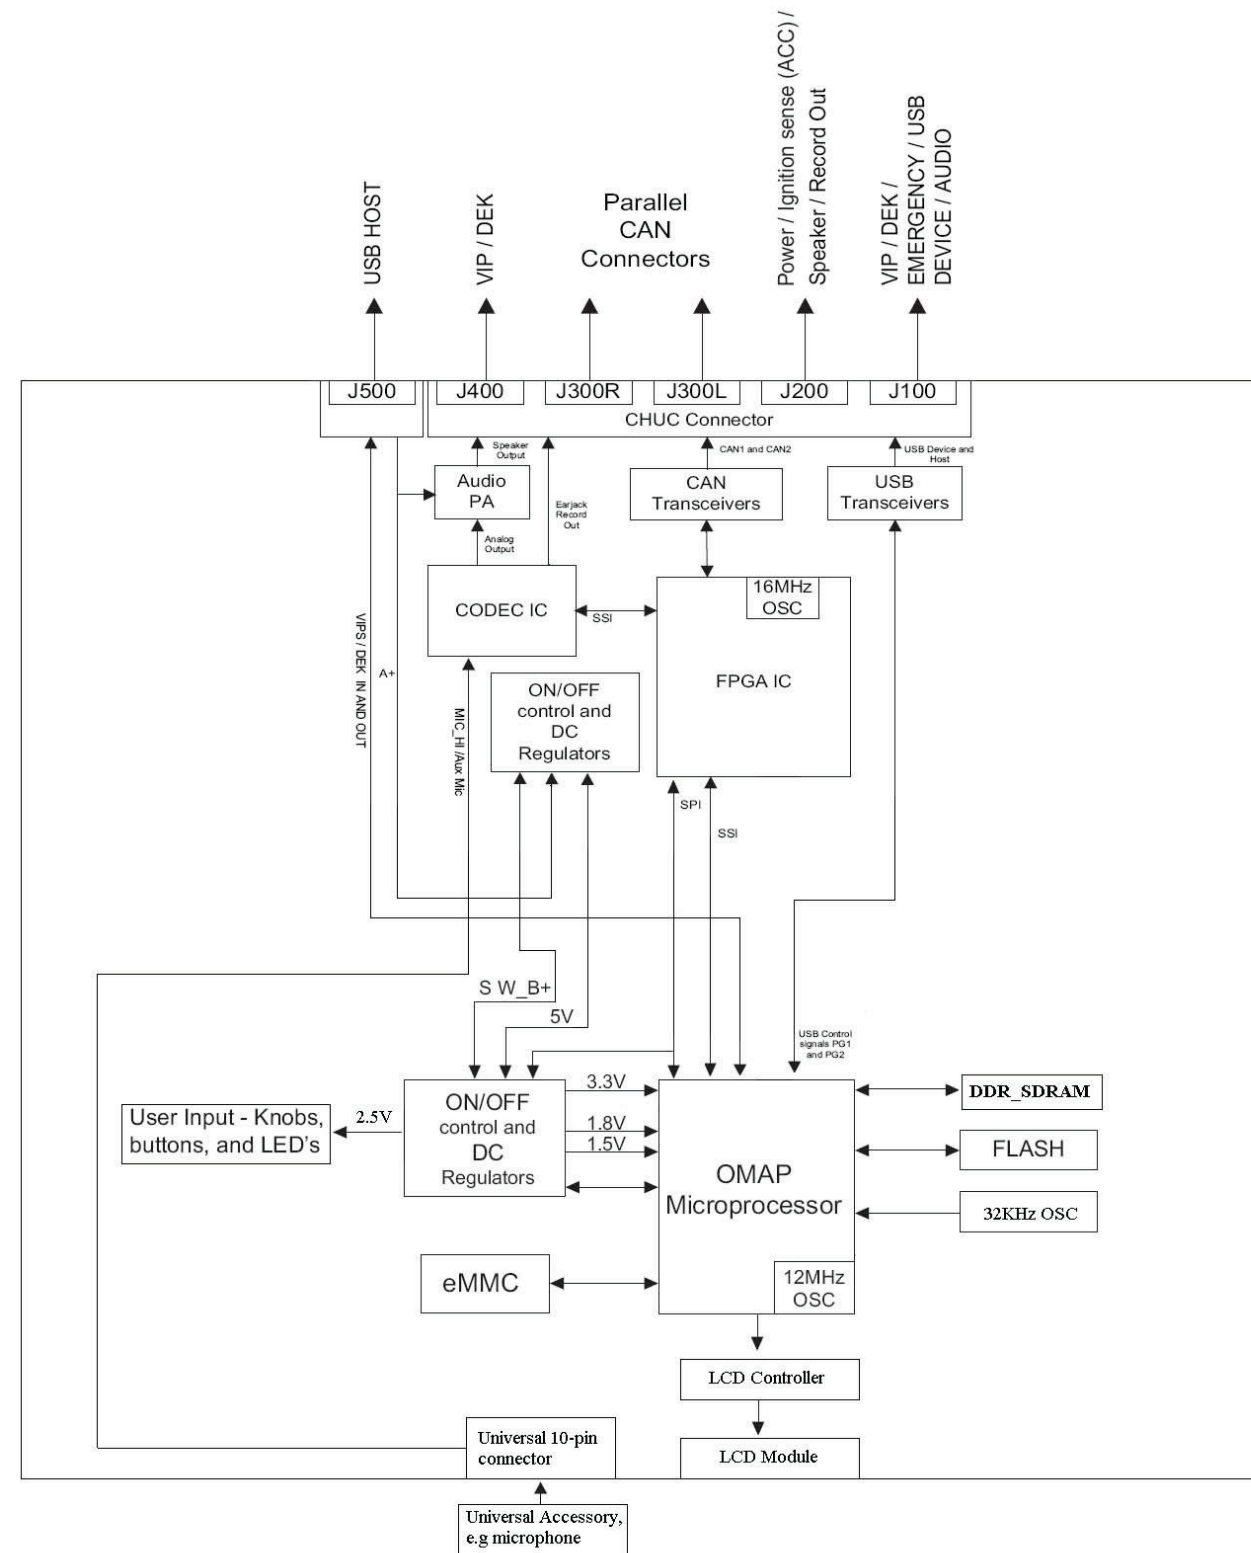 USB HOST
VIP / DEK
Parallel
CAN
Connectors
Power / Ignition sense (ACC) /
Speaker / Record Out
VIP / DEK /
EMERGENCY / USB
DEVICE / AUDIO
J500
J400
J300R
J300L
J200
J100
CHUC Connector
Speaker
Output
CAN1 and CAN2
USB Device and
Host
Audio
PA
Earjack
Record
Out
CAN
Transceivers
USB
Transceivers
Analog
Output
CODEC IC
SSI
16MHz
OSC
FPGA IC
VIPS / DEK IN AND OUT
A+
MIC_HI /Aux Mic
ON/OFF
control and
DC
Regulators
SPI
SSI
S W_B+
5V
USB Control
signals PG1
and PG2
User Input - Knobs,
buttons, and LED's
2.5V
ON/OFF
control and
DC
Regulators
3.3V
1.8V
1.5V
OMAP
Microprocessor
DDR_SDRAM
FLASH
32KHz OSC
eMMC
12MHz
OSC
LCD Controller
LCD Module
Universal 10-pin
connector
Universal Accessory,
e.g microphone